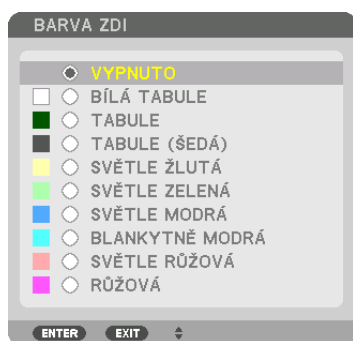 BARVA ZDI
VYPNUTO
BÍLÁ TABULE
TABULE
TABULE (ŠEDÁ)
SVĚTLE ŽLUTÁ
SVĚTLE ZELENÁ
SVĚTLE MODRÁ
BLANKYTNĚ MODRÁ
SVĚTLE RŮŽOVÁ
RŮŽOVÁ
ENTER EXIT